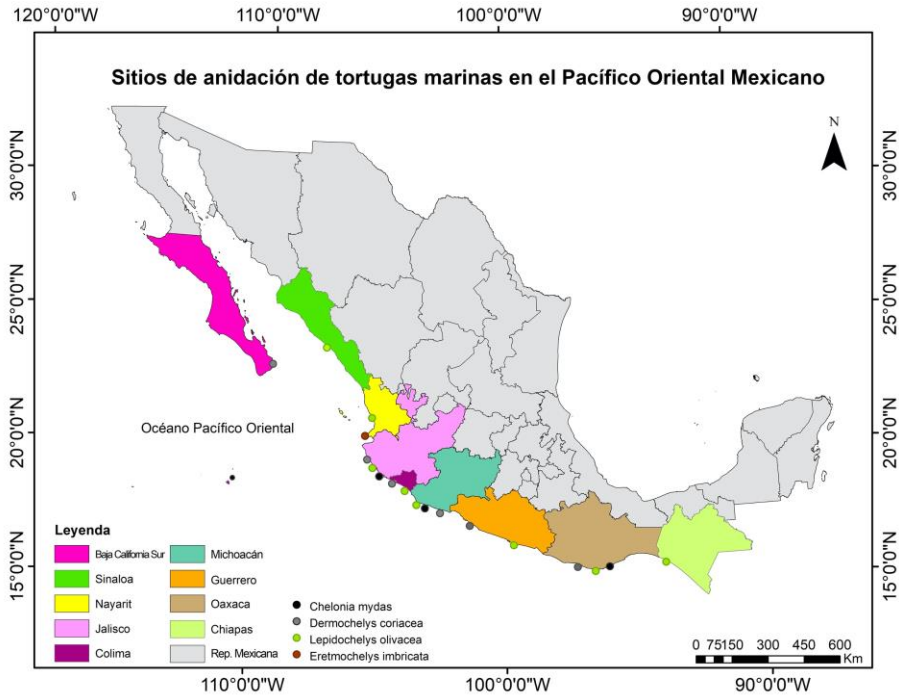 120°0'0"W 110°0'0"W 100°0'0"W 90°0'0"W
Sitios de anidación de tortugas marinas en el Pacífico Oriental Mexicano
N
30°0'0"N 30°0'0"N
25°0'0"N 25°0'0"N
Océano Pacífico Oriental
20°0'0"N 20°0'0"N
15°0'0"N 15°0'0"N
Leyenda
Baja California Sur
Sinaloa
Nayarit
Jalisco
Colima
Michoacán
Guerrero
Oaxaca
Chiapas
Rep. Mexicana
Chelonia mydas
Dermochelys coriacea
Lepidochelys olivacea
Eretmochelys imbricata
0 75150 300 450 600
Km
110°0'0"W 100°0'0"W 90°0'0"W